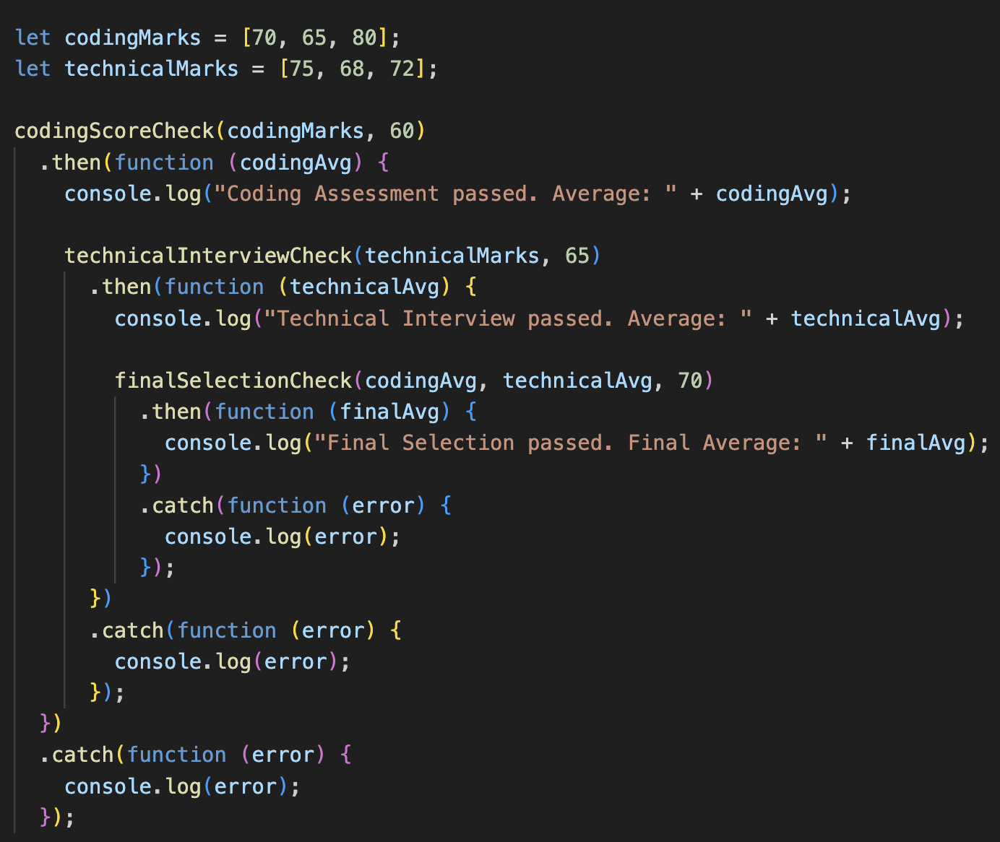 let codingMarks = [70, 65, 80];
let technicalMarks = [75, 68, 72];

codingScoreCheck(codingMarks, 60)
  .then(function (codingAvg) {
    console.log("Coding Assessment passed. Average: " + codingAvg);

    technicalInterviewCheck(technicalMarks, 65)
      .then(function (technicalAvg) {
        console.log("Technical Interview passed. Average: " + technicalAvg);

        finalSelectionCheck(codingAvg, technicalAvg, 70)
          .then(function (finalAvg) {
            console.log("Final Selection passed. Final Average: " + finalAvg);
          })
          .catch(function (error) {
            console.log(error);
          });
      })
      .catch(function (error) {
        console.log(error);
      });
  })
  .catch(function (error) {
    console.log(error);
  });